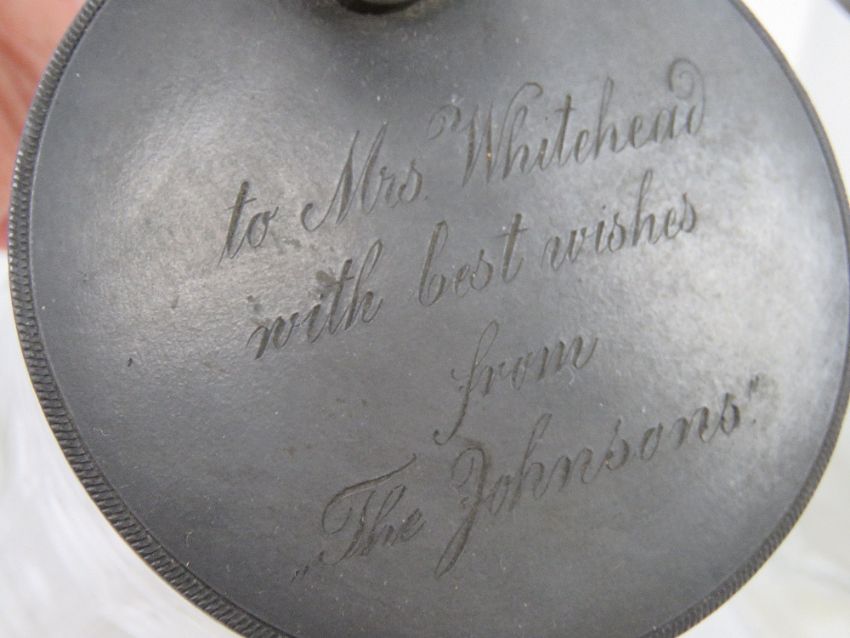 to Mrs. Whitehead
with best wishes
from
„The Johnsons"